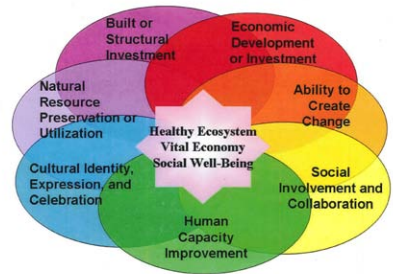 Built or
Structural
Investment
Economic
Development
or Investment
Natural
Resource
Preservation or
Utilization
Ability to
Create
Change
Healthy Ecosystem
Vital Economy
Social Well-Being
Cultural Identity,
Expression, and
Celebration
Social
Involvement and
Collaboration
Human
Capacity
Improvement